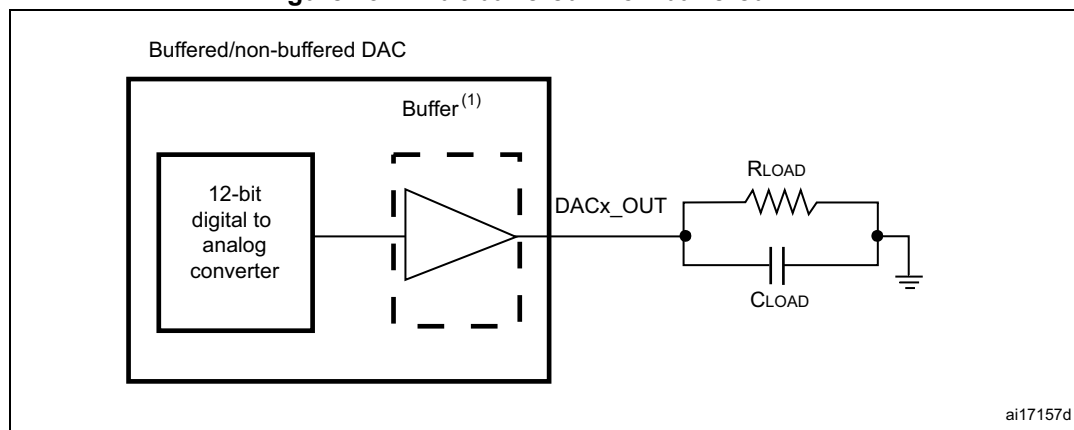 Buffered/non-buffered DAC
Buffer (1)
12-bit
digital to
analog
converter
DACx_OUT
RLOAD
CLOAD
ai17157d